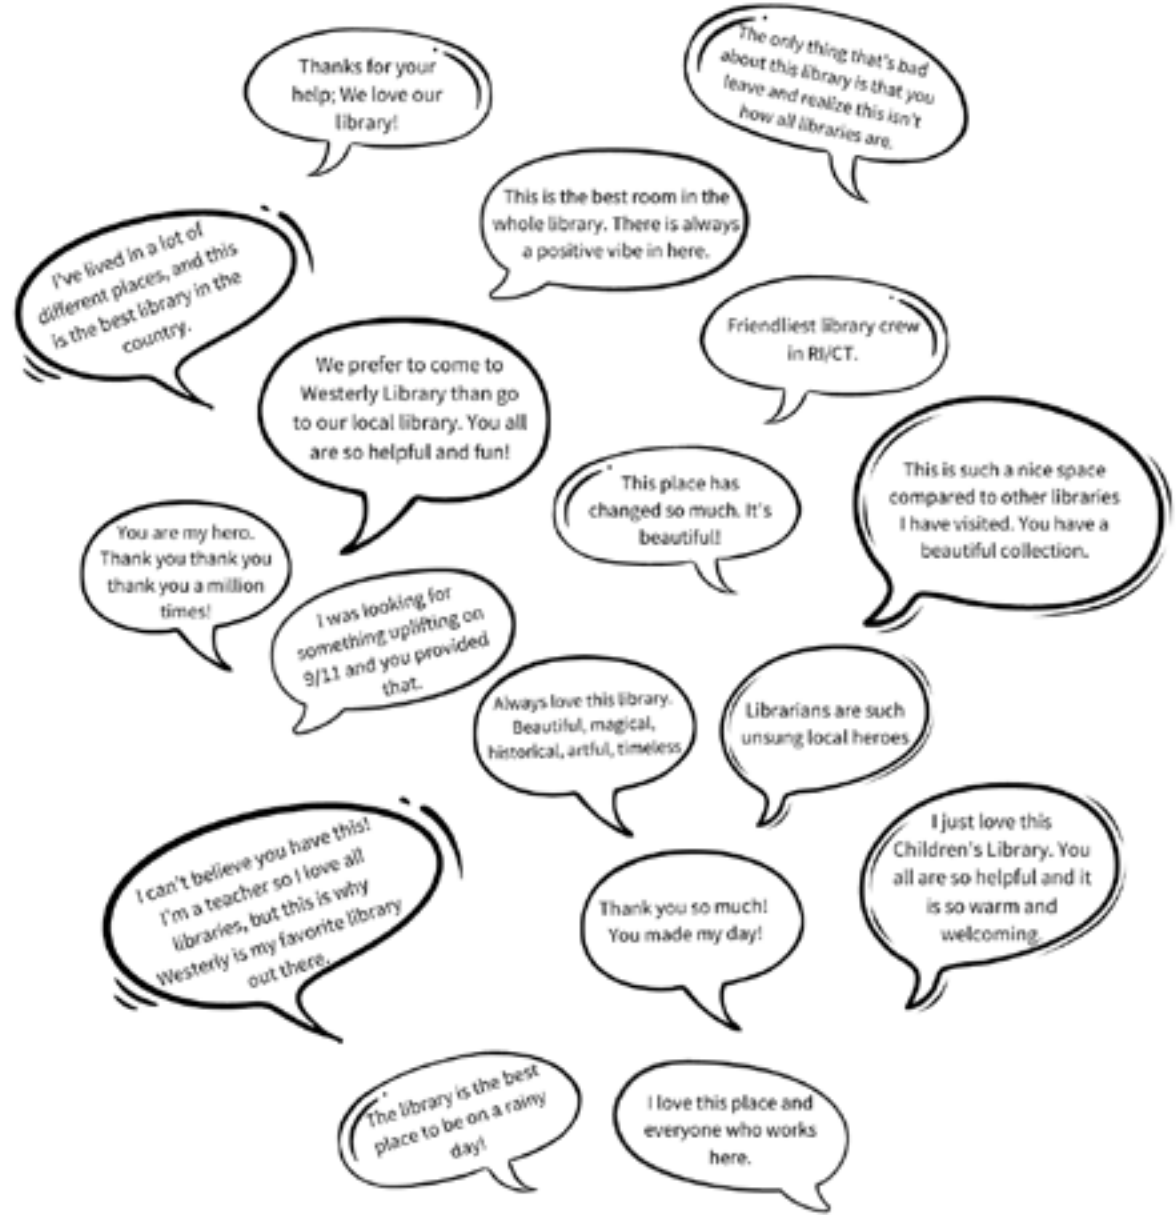 Thanks for your
help; We love our
library!
The only thing that's bad
about this library is that you
leave and realize this isn't
how all libraries are.
This is the best room in the
whole library. There is always
a positive vibe in here.
I've lived in a lot of
different places, and this
is the best library in the
country.
Friendliest library crew
in RI/CT.
We prefer to come to
Westerly Library than go
to our local library. You all
are so helpful and fun!
This is such a nice space
compared to other libraries
I have visited. You have a
beautiful collection.
This place has
changed so much. It's
beautiful!
You are my hero.
Thank you thank you
thank you a million
times!
I was looking for
something uplifting on
9/11 and you provided
that.
Always love this library.
Beautiful, magical,
historical, artful, timeless
Librarians are such
unsung local heroes
I can't believe you have this!
I'm a teacher so I love all
libraries, but this is why
Westerly is my favorite library
out there.
I just love this
Children's Library. You
all are so helpful and it
is so warm and
welcoming.
Thank you so much!
You made my day!
The library is the best
place to be on a rainy
day!
I love this place and
everyone who works
here.